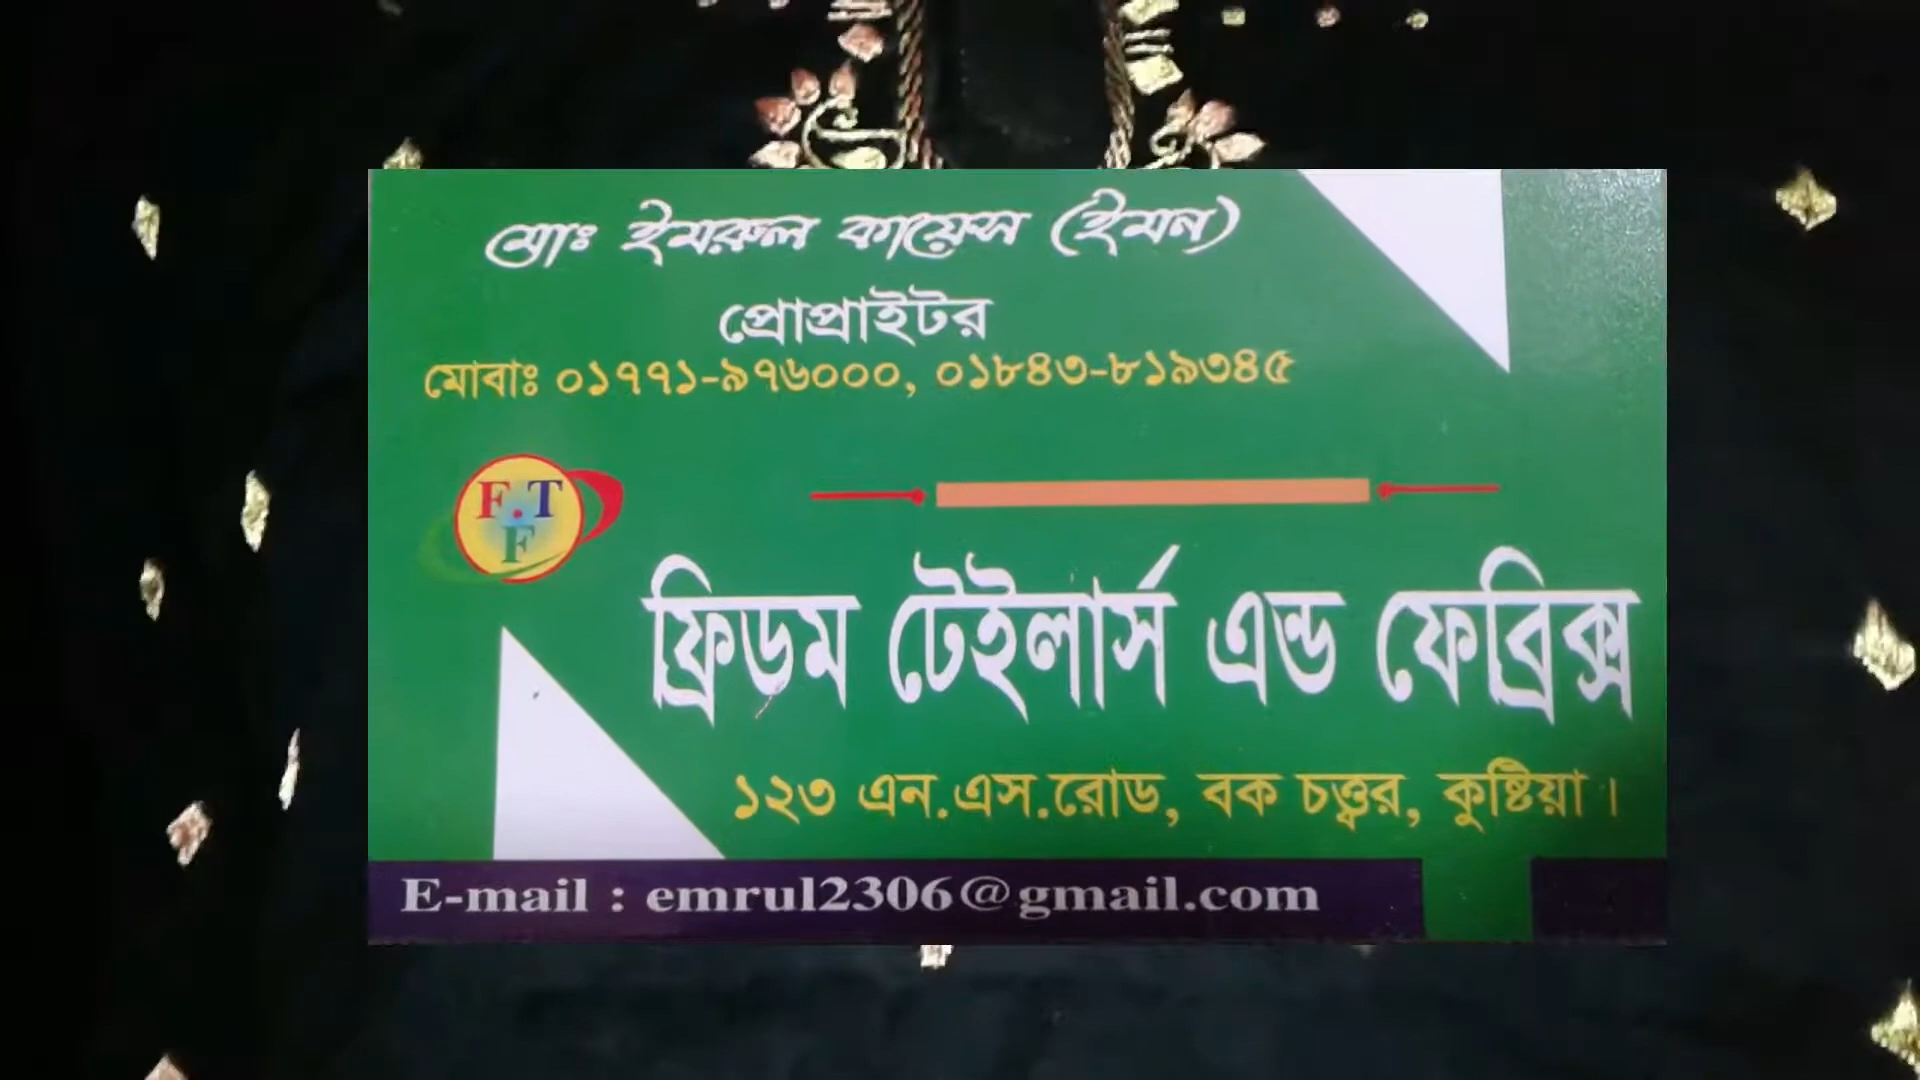 মোঃ ইমরুল কায়েস (ইমন)
প্রোপ্রাইটর
মোবাঃ ০১৭৭১-৯৭৬০০০, ০১৮৪৩-৮১৯৩৪৫
F T
F
ফ্রিডম টেইলার্স এন্ড ফেব্রিক্স
১২৩ এন.এস.রোড, বক চত্ত্বর, কুষ্টিয়া।
E-mail : emrul2306@gmail.com